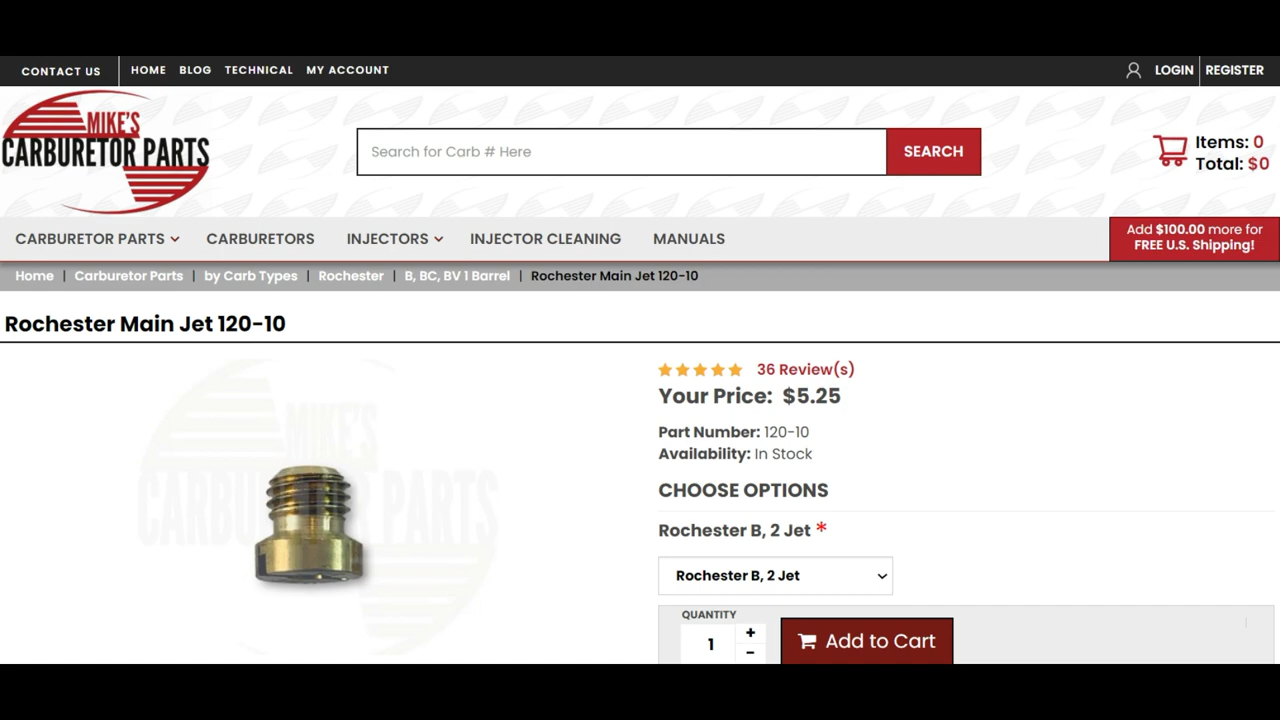 CONTACT US HOME BLOG TECHNICAL MY ACCOUNT LOGIN REGISTER
MIKE'S
CARBURETOR PARTS
Search for Carb # Here SEARCH
Items: 0
Total: $0
CARBURETOR PARTS CARBURETORS INJECTORS INJECTOR CLEANING MANUALS
Add $100.00 more for
FREE U.S. Shipping!
Home | Carburetor Parts | by Carb Types | Rochester | B, BC, BV 1 Barrel | Rochester Main Jet 120-10
Rochester Main Jet 120-10
MIKE'S
CARBURETOR PARTS
36 Review(s)
Your Price: $5.25
Part Number: 120-10
Availability: In Stock
CHOOSE OPTIONS
Rochester B, 2 Jet *
Rochester B, 2 Jet
QUANTITY
1 + -
Add to Cart